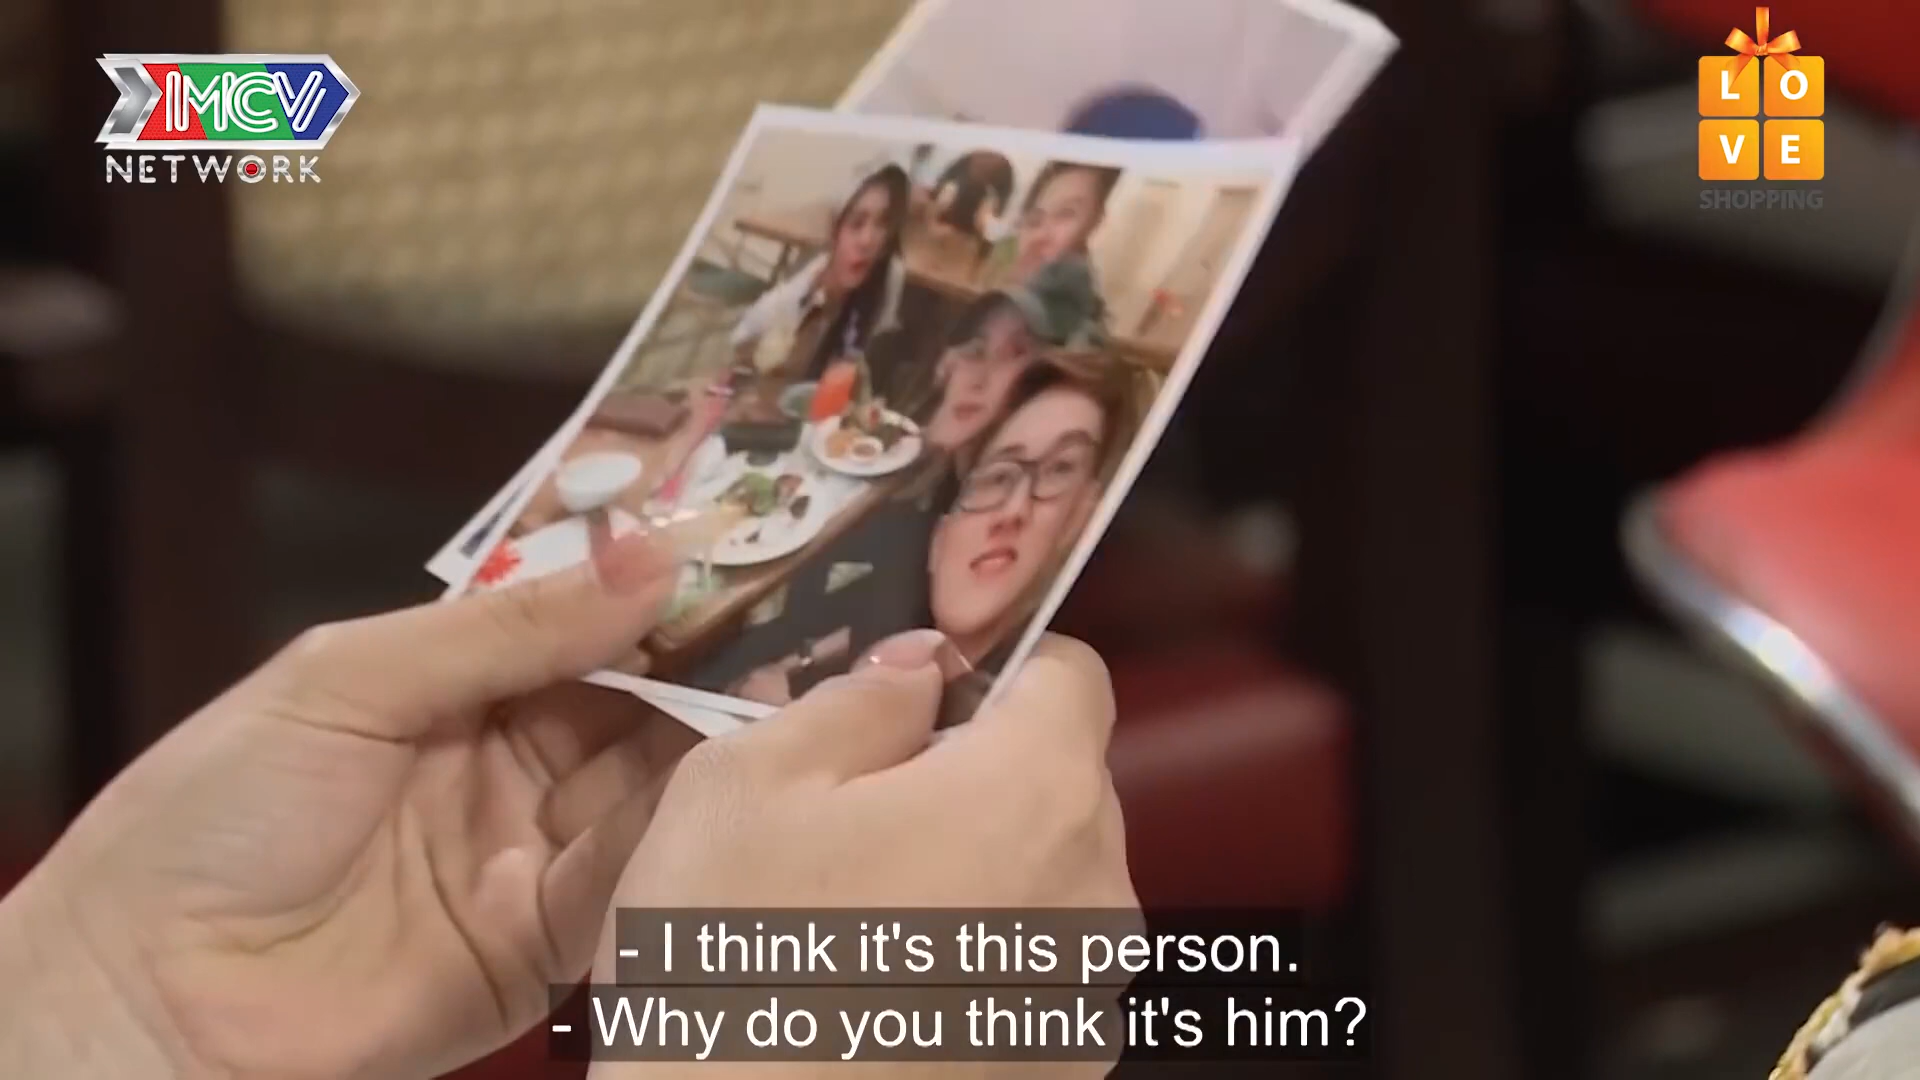 MCV
NETWORK
L O
V E
SHOPPING
- I think it's this person.
- Why do you think it's him?